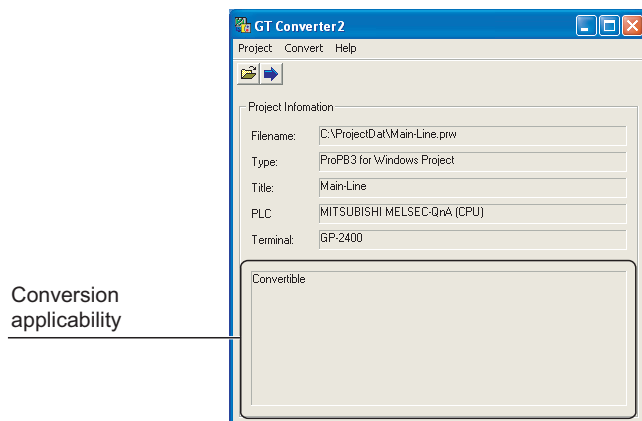 GT Converter2
Project Convert Help
Project Infomation
Filename: C:\ProjectDat\Main-Line.prw
Type: ProPB3 for Windows Project
Title: Main-Line
PLC MITSUBISHI MELSEC-QnA (CPU)
Terminal: GP-2400
Convertible
Conversion
applicability